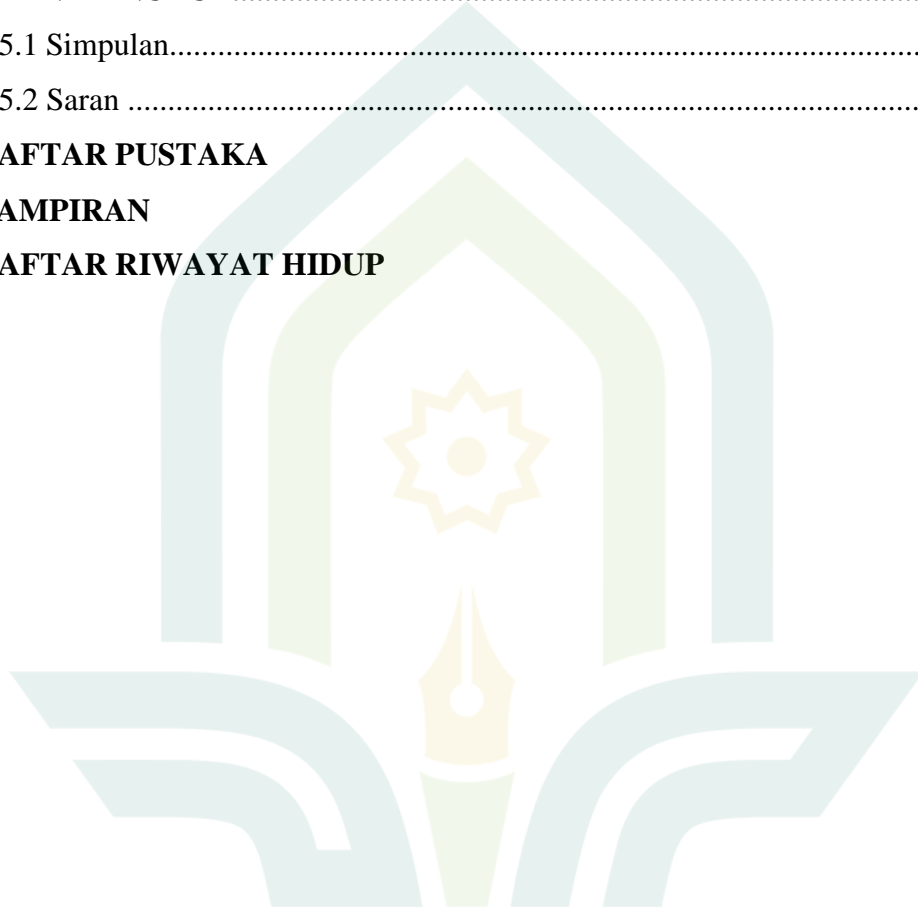 5.1 Simpulan................................................................................................
5.2 Saran .....................................................................................................
AFTAR PUSTAKA
AMPIRAN
AFTAR RIWAYAT HIDUP